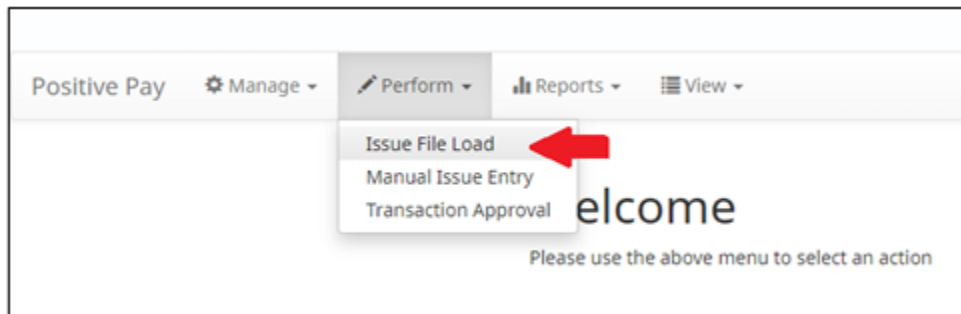 Positive Pay Manage Perform Reports View
Issue File Load
Manual Issue Entry
Transaction Approval
elcome
Please use the above menu to select an action